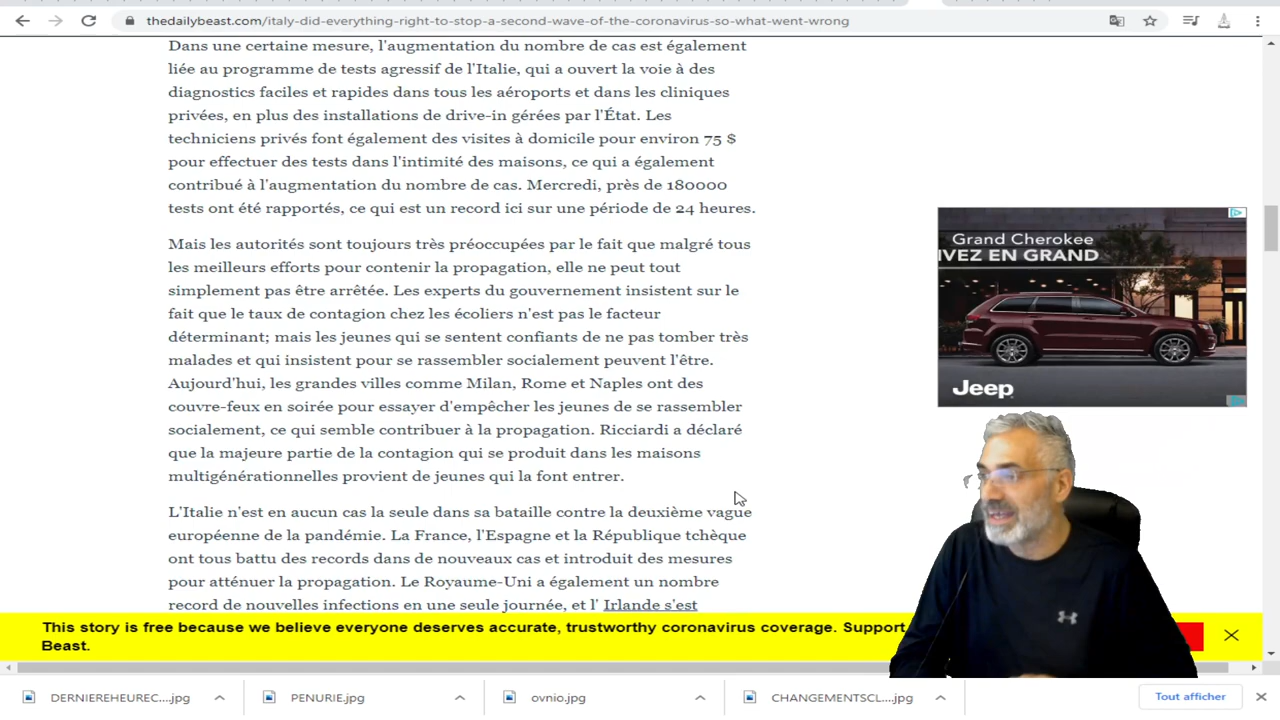 thedailybeast.com/italy-did-everything-right-to-stop-a-second-wave-of-the-coronavirus-so-what-went-wrong
Dans une certaine mesure, l'augmentation du nombre de cas est également
liée au programme de tests agressif de l'Italie, qui a ouvert la voie à des
diagnostics faciles et rapides dans tous les aéroports et dans les cliniques
privées, en plus des installations de drive-in gérées par l'État. Les
techniciens privés font également des visites à domicile pour environ 75 $
pour effectuer des tests dans l'intimité des maisons, ce qui a également
contribué à l'augmentation du nombre de cas. Mercredi, près de 180000
tests ont été rapportés, ce qui est un record ici sur une période de 24 heures.
Mais les autorités sont toujours très préoccupées par le fait que malgré tous
les meilleurs efforts pour contenir la propagation, elle ne peut tout
simplement pas être arrêtée. Les experts du gouvernement insistent sur le
fait que le taux de contagion chez les écoliers n'est pas le facteur
déterminant; mais les jeunes qui se sentent confiants de ne pas tomber très
malades et qui insistent pour se rassembler socialement peuvent l'être.
Aujourd'hui, les grandes villes comme Milan, Rome et Naples ont des
couvre-feux en soirée pour essayer d'empêcher les jeunes de se rassembler
socialement, ce qui semble contribuer à la propagation. Ricciardi a déclaré
que la majeure partie de la contagion qui se produit dans les maisons
multigénérationnelles provient de jeunes qui la font entrer.
L'Italie n'est en aucun cas la seule dans sa bataille contre la deuxième vague
européenne de la pandémie. La France, l'Espagne et la République tchèque
ont tous battu des records dans de nouveaux cas et introduit des mesures
pour atténuer la propagation. Le Royaume-Uni a également un nombre
record de nouvelles infections en une seule journée, et l' Irlande s'est
Grand Cherokee
IVEZ EN GRAND
Jeep
This story is free because we believe everyone deserves accurate, trustworthy coronavirus coverage. Support
Beast.
DERNIEREHEUREC....jpg
PENURIE.jpg
ovnio.jpg
CHANGEMENTSCL....jpg
Tout afficher